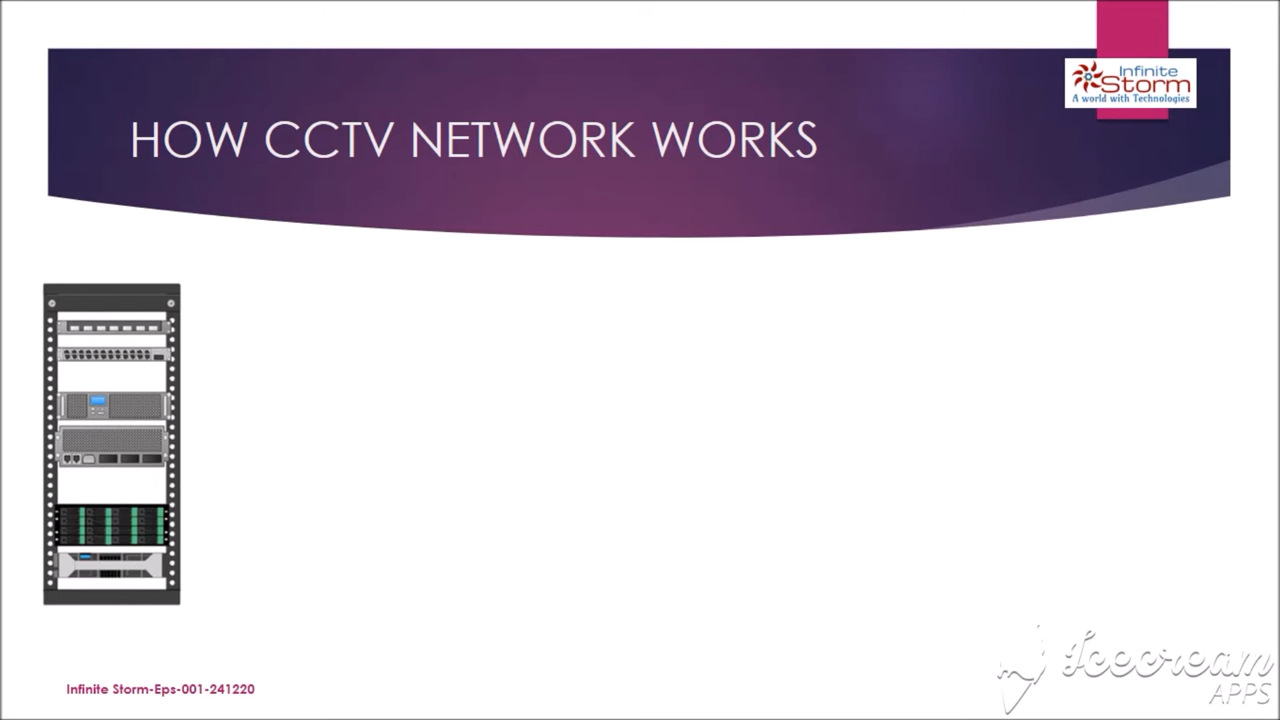 Infinite
Storm
A world with Technologies
HOW CCTV NETWORK WORKS
Infinite Storm-Eps-001-241220
Icecream
APPS